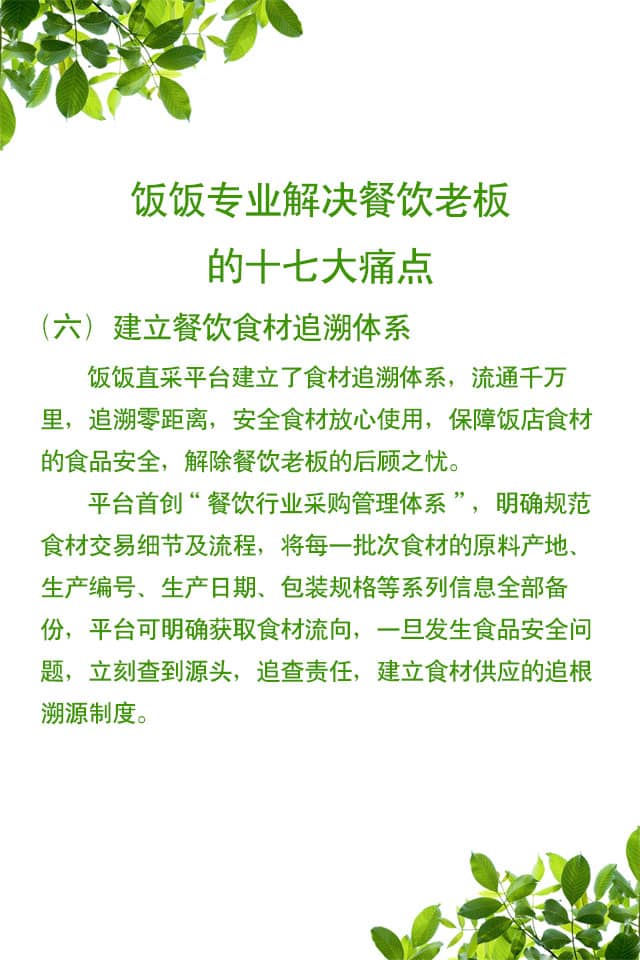 饭饭专业解决餐饮老板
的十七大痛点
（六）建立餐饮食材追溯体系
饭饭直采平台建立了食材追溯体系，流通千万
里，追溯零距离，安全食材放心使用，保障饭店食材
的食品安全，解除餐饮老板的后顾之忧。
平台首创“餐饮行业采购管理体系”，明确规范
食材交易细节及流程，将每一批次食材的原料产地、
生产编号、生产日期、包装规格等系列信息全部备
份，平台可明确获取食材流向，一旦发生食品安全问
题，立刻查到源头，追查责任，建立食材供应的追根
溯源制度。